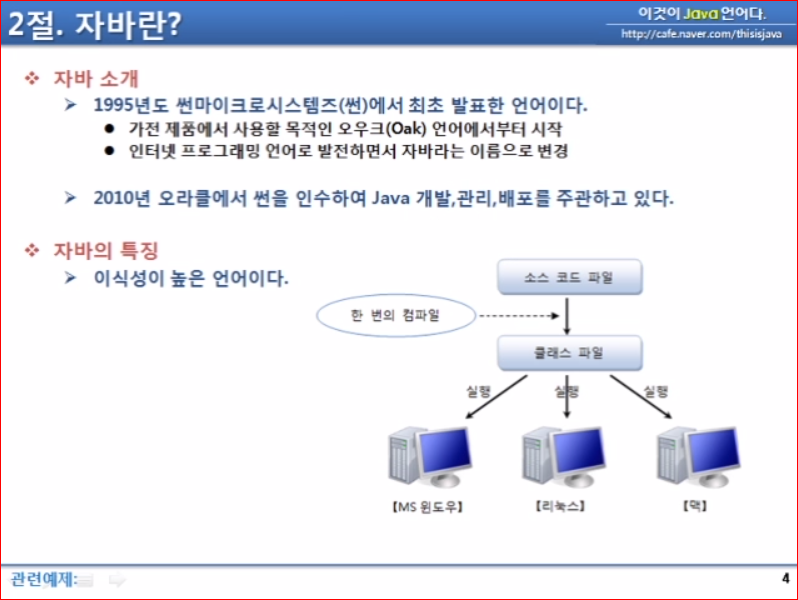 2절. 자바란?
이것이 Java 언어다.
http://cafe.naver.com/thisisjava
자바 소개
1995년도 썬마이크로시스템즈(썬)에서 최초 발표한 언어이다.
가전 제품에서 사용할 목적인 오우크(Oak) 언어에서부터 시작
인터넷 프로그래밍 언어로 발전하면서 자바라는 이름으로 변경
2010년 오라클에서 썬을 인수하여 Java 개발,관리,배포를 주관하고 있다.
자바의 특징
이식성이 높은 언어이다.
소스 코드 파일
한 번의 컴파일
클래스 파일
실행 실행 실행
【MS 윈도우】 【리눅스】 【맥】
관련예제:
4